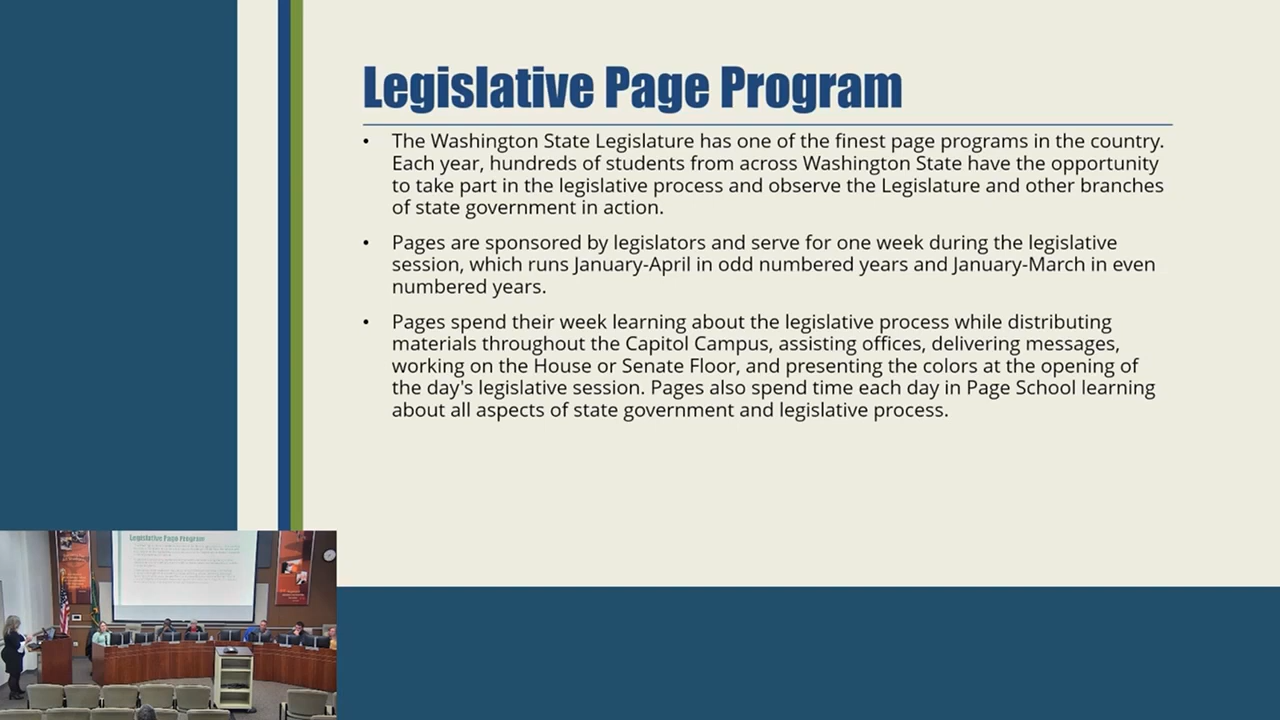 Legislative Page Program
• The Washington State Legislature has one of the finest page programs in the country.
Each year, hundreds of students from across Washington State have the opportunity
to take part in the legislative process and observe the Legislature and other branches
of state government in action.
• Pages are sponsored by legislators and serve for one week during the legislative
session, which runs January-April in odd numbered years and January-March in even
numbered years.
• Pages spend their week learning about the legislative process while distributing
materials throughout the Capitol Campus, assisting offices, delivering messages,
working on the House or Senate Floor, and presenting the colors at the opening of
the day's legislative session. Pages also spend time each day in Page School learning
about all aspects of state government and legislative process.
Legislative Page Program